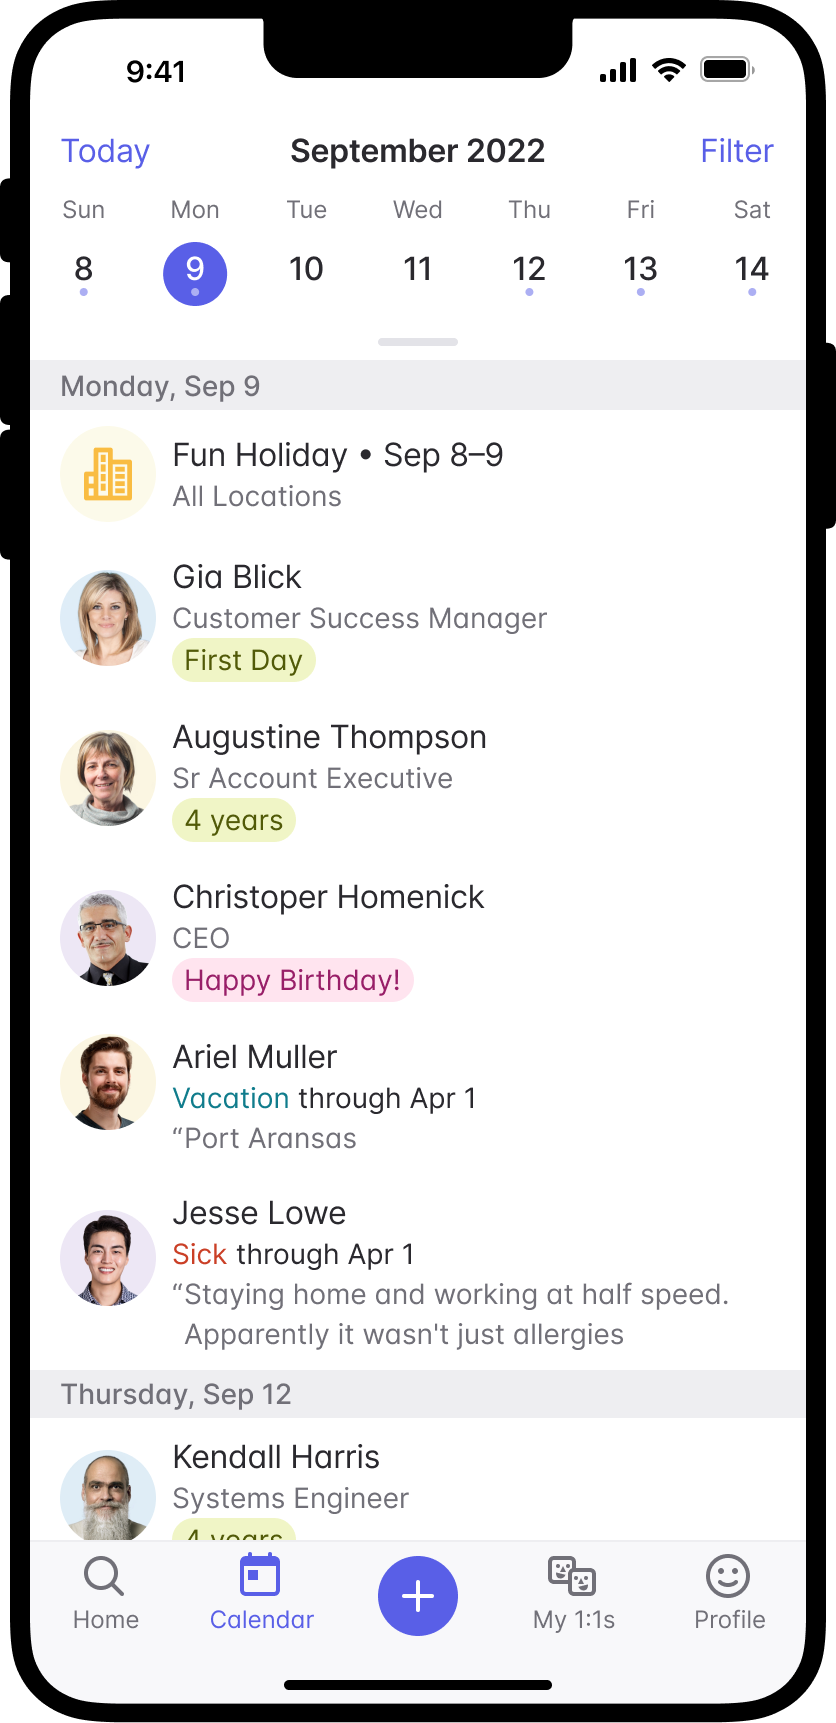 9:41
Today September 2022 Filter
Sun Mon Tue Wed Thu Fri Sat
8 9 10 11 12 13 14
Monday, Sep 9
Fun Holiday • Sep 8–9
All Locations
Gia Blick
Customer Success Manager
First Day
Augustine Thompson
Sr Account Executive
4 years
Christoper Homenick
CEO
Happy Birthday!
Ariel Muller
Vacation through Apr 1
“Port Aransas
Jesse Lowe
Sick through Apr 1
“Staying home and working at half speed.
Apparently it wasn't just allergies
Thursday, Sep 12
Kendall Harris
Systems Engineer
4 years
Home Calendar My 1:1s Profile